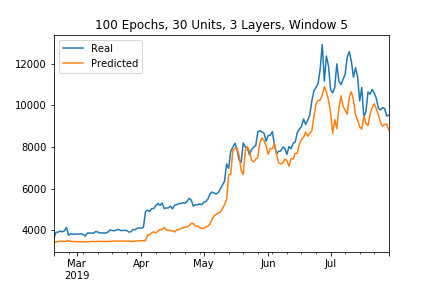 100 Epochs, 30 Units, 3 Layers, Window 5
Real
Predicted
12000
10000
8000
6000
4000
Mar
2019
Apr
May
Jun
Jul